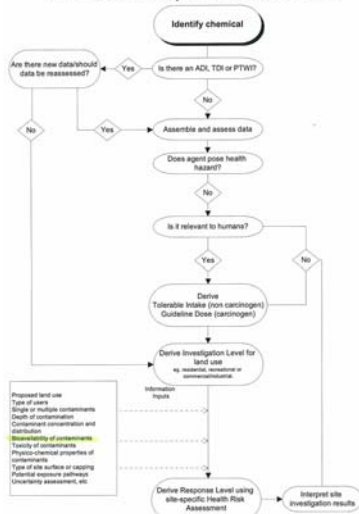 Identify chemical
Are there new data/should
data be reassessed?
Yes
Is there an ADI, TDI or PTWI?
No
No
Yes
Assemble and assess data
Does agent pose health
hazard?
No
Is it relevant to humans?
Yes
No
Derive
Tolerable Intake (non carcinogen)
Guideline Dose (carcinogen)
Derive Investigation Level for
land use
eg. residential, recreational or
commercial/industrial.
Information
Inputs
Proposed land use
Type of users
Single or multiple contaminants
Depth of contamination
Contaminant concentration and
distribution
Bioavailability of contaminants
Toxicity of contaminants
Physico-chemical properties of
contaminants
Type of site surface or capping
Potential exposure pathways
Uncertainty assessment, etc
Derive Response Level using
site-specific Health Risk
Assessment
Interpret site
investigation results